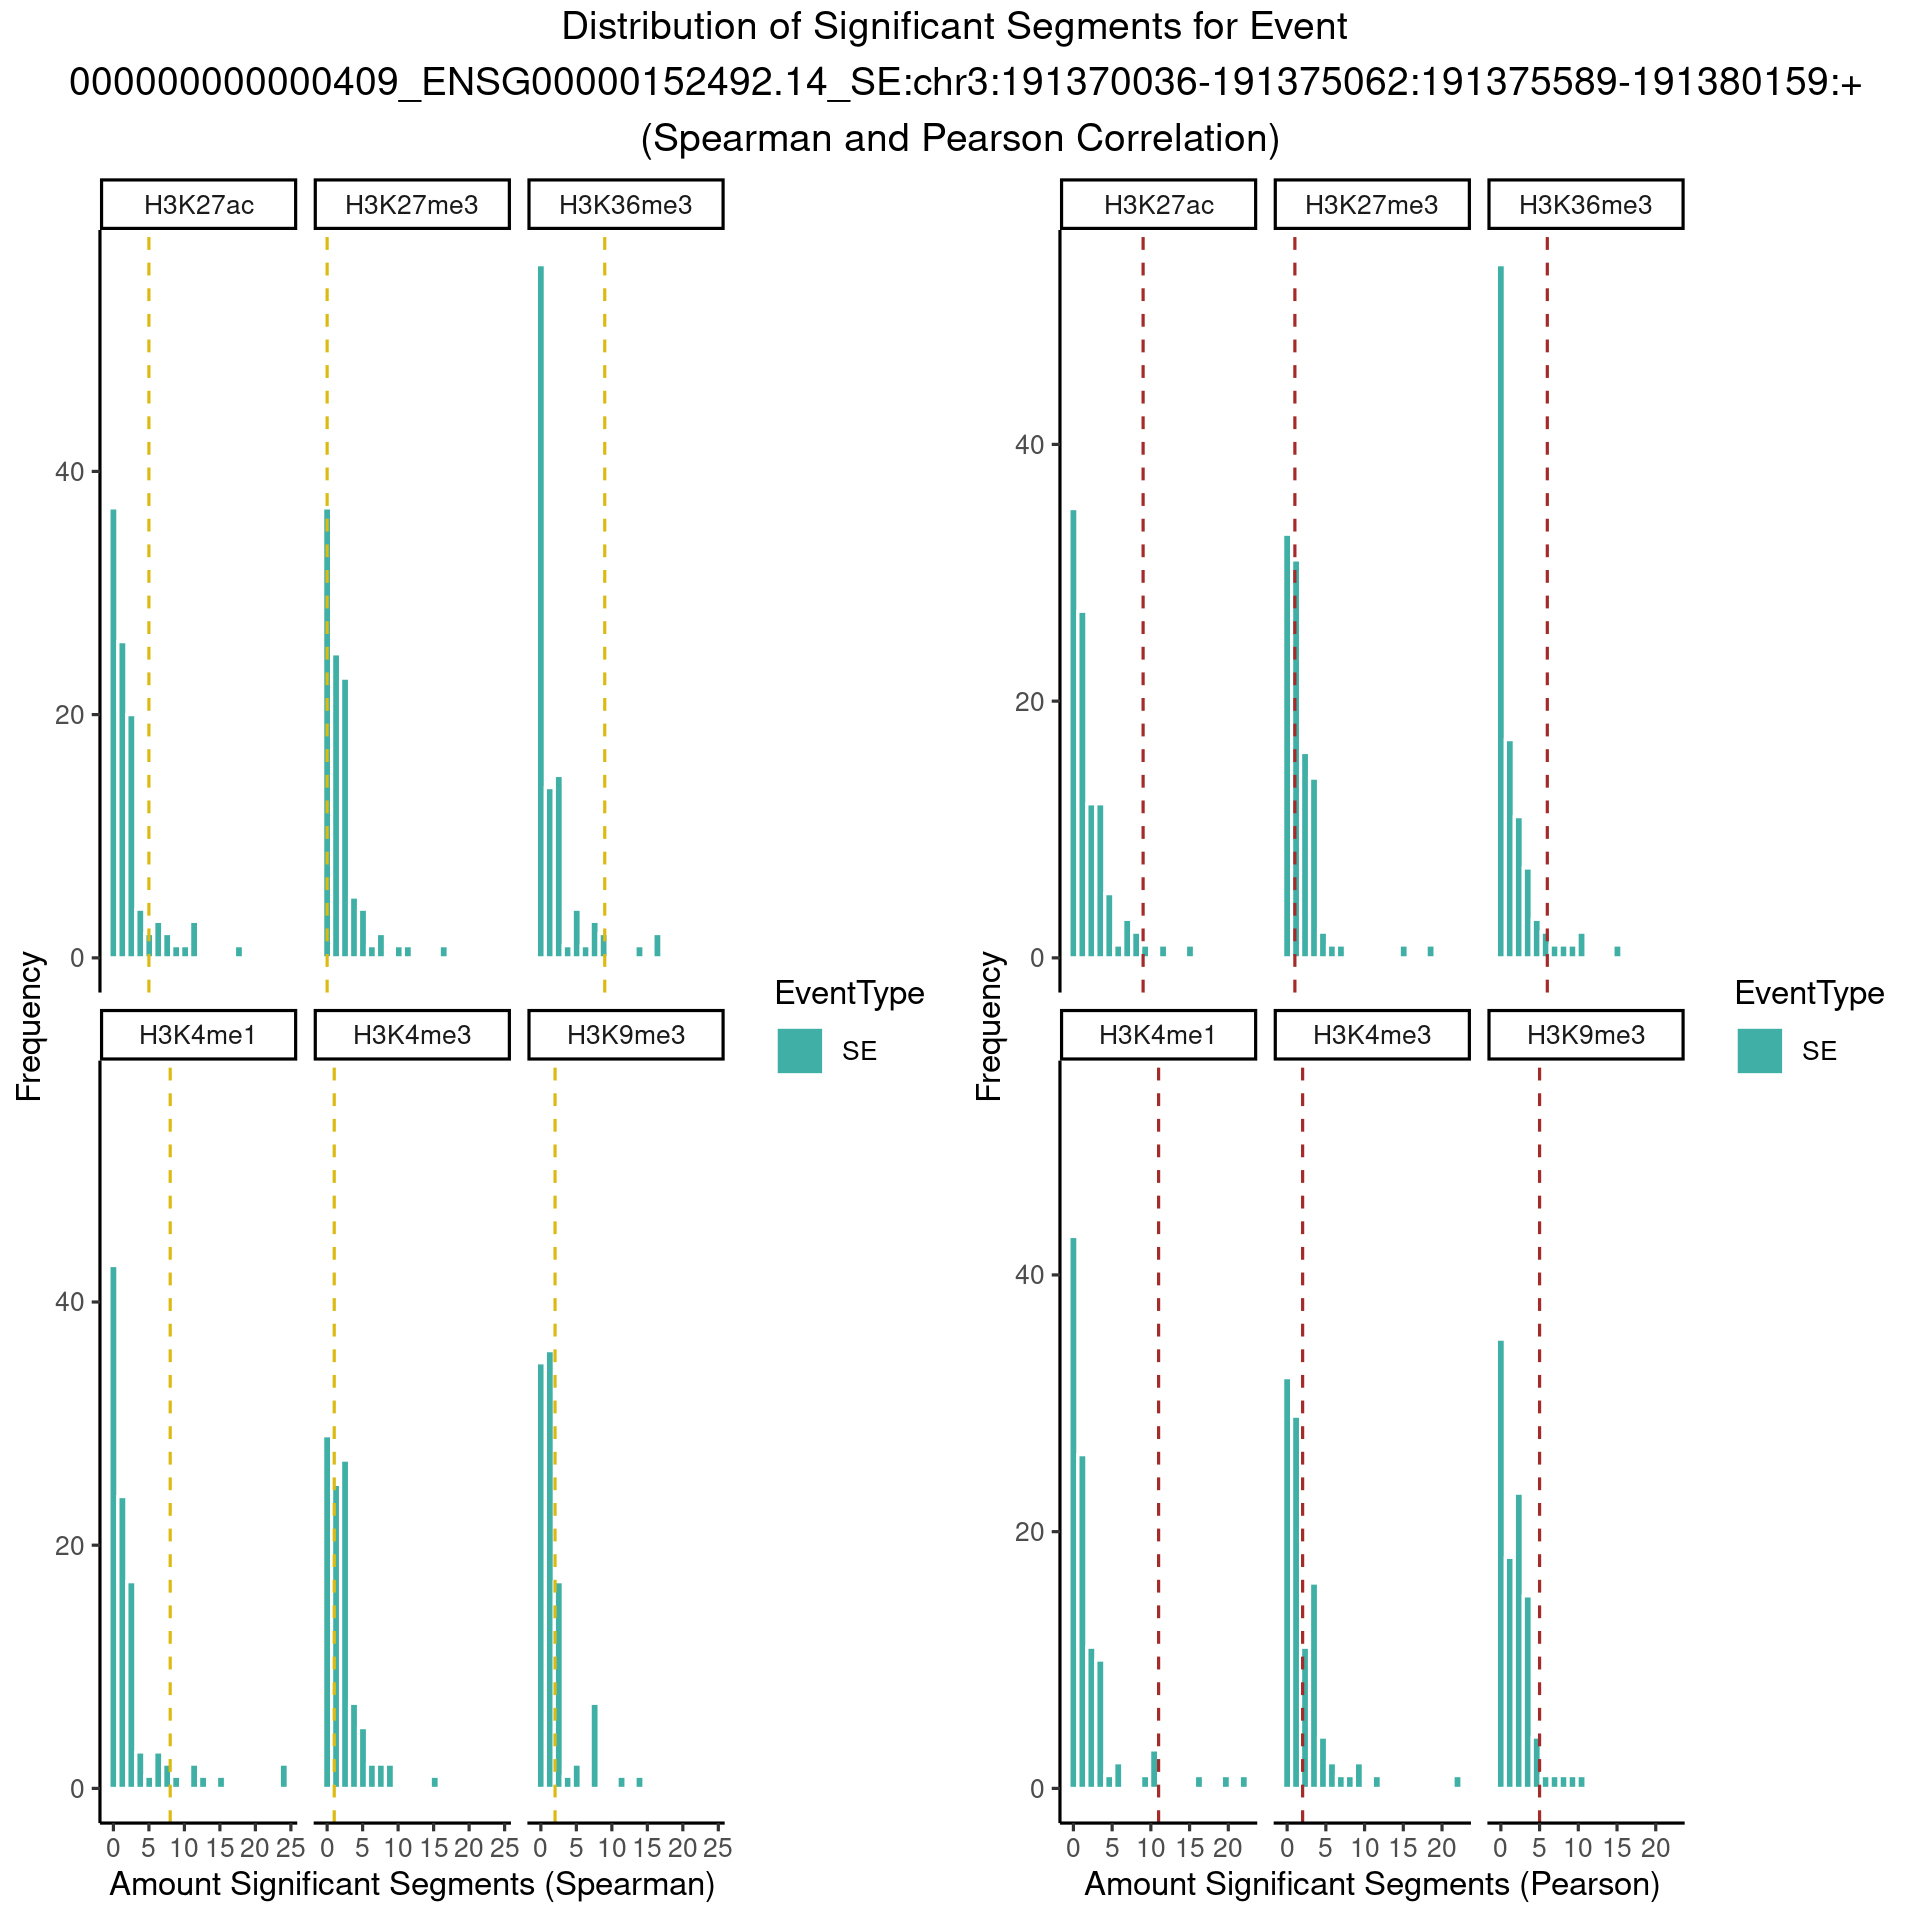 Distribution of Significant Segments for Event
000000000000409_ENSG00000152492.14_SE:chr3:191370036-191375062:191375589-191380159:+
(Spearman and Pearson Correlation)
H3K27ac H3K27me3 H3K36me3
40
20
0
H3K4me1 H3K4me3 H3K9me3
40
20
0
0 5 10 15 20 25 0 5 10 15 20 25 0 5 10 15 20 25
Amount Significant Segments (Spearman)
Frequency
EventType
SE
H3K27ac H3K27me3 H3K36me3
40
20
0
H3K4me1 H3K4me3 H3K9me3
40
20
0
0 5 10 15 20 0 5 10 15 20 0 5 10 15 20
Amount Significant Segments (Pearson)
Frequency
EventType
SE